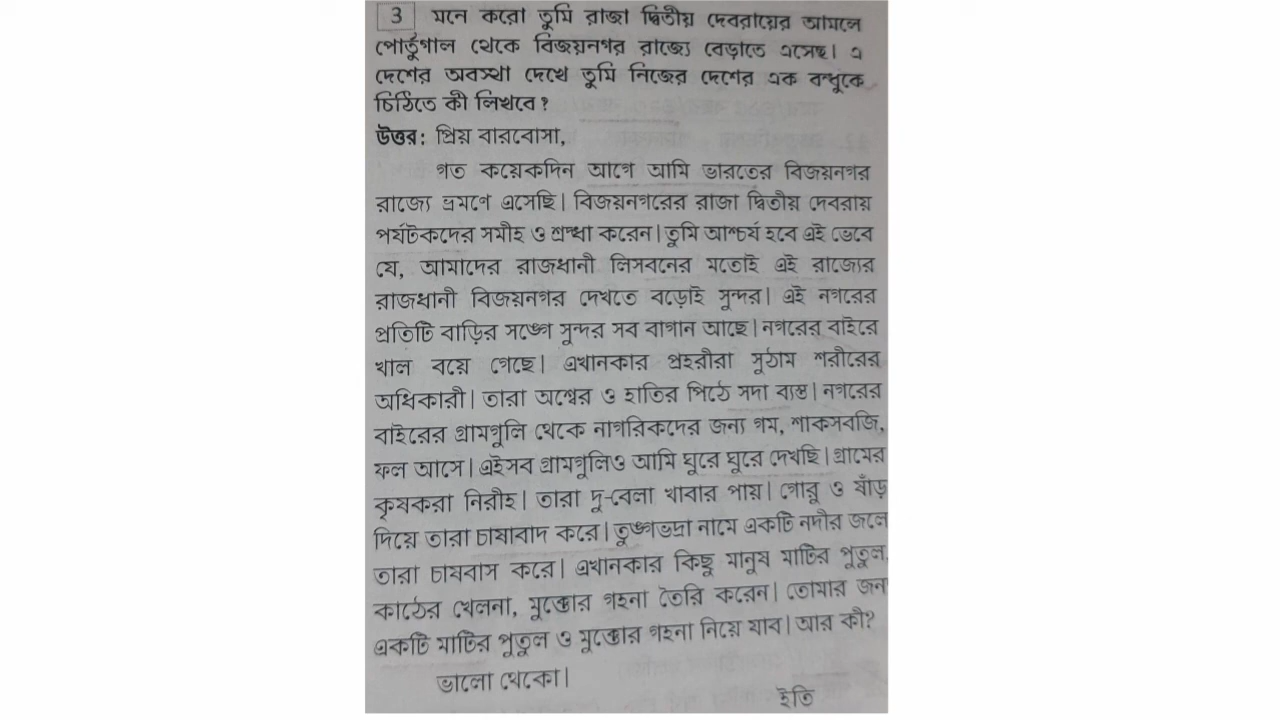 3 মনে করো তুমি রাজা দ্বিতীয় দেবরায়ের আমলে
পোর্তুগাল থেকে বিজয়নগর রাজ্যে বেড়াতে এসেছ। এ
দেশের অবস্থা দেখে তুমি নিজের দেশের এক বন্ধুকে
চিঠিতে কী লিখবে?
উত্তর: প্রিয় বারবোসা,
গত কয়েকদিন আগে আমি ভারতের বিজয়নগর
রাজ্যে ভ্রমণে এসেছি। বিজয়নগরের রাজা দ্বিতীয় দেবরায়
পর্যটকদের সমীহ ও শ্রদ্ধা করেন। তুমি আশ্চর্য হবে এই ভেবে
যে, আমাদের রাজধানী লিসবনের মতোই এই রাজ্যের
রাজধানী বিজয়নগর দেখতে বড়োই সুন্দর। এই নগরের
প্রতিটি বাড়ির সঙ্গে সুন্দর সব বাগান আছে। নগরের বাইরে
খাল বয়ে গেছে। এখানকার প্রহরীরা সুঠাম শরীরের
অধিকারী। তারা অশ্বের ও হাতির পিঠে সদা ব্যস্ত। নগরের
বাইরের গ্রামগুলি থেকে নাগরিকদের জন্য গম, শাকসবজি,
ফল আসে। এইসব গ্রামগুলিও আমি ঘুরে ঘুরে দেখছি। গ্রামের
কৃষকরা নিরীহ। তারা দু-বেলা খাবার পায়। গোরু ও ষাঁড়
দিয়ে তারা চাষাবাদ করে। তুঙ্গভদ্রা নামে একটি নদীর জলে
তারা চাষবাস করে। এখানকার কিছু মানুষ মাটির পুতুল,
কাঠের খেলনা, মুক্তোর গহনা তৈরি করেন। তোমার জন্য
একটি মাটির পুতুল ও মুক্তোর গহনা নিয়ে যাব। আর কী?
ভালো থেকো।
ইতি